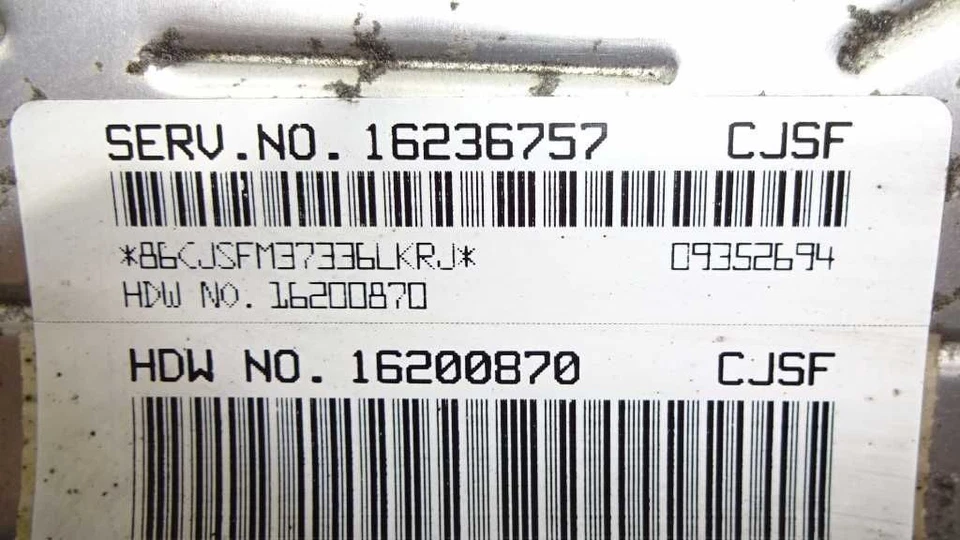 SERV.NO. 16236757 CJSF
*86CJSFM37336LKRJ* 09352694
HDW NO. 16200870
HDW NO. 16200870 CJSF